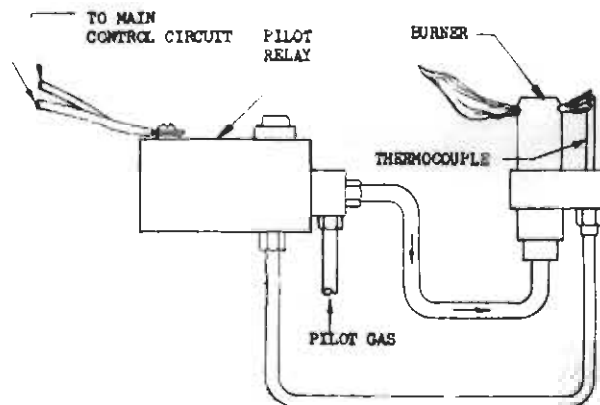 TO MAIN
CONTROL CIRCUIT
PILOT
RELAY
BURNER
THERMOCOUPLE
PILOT GAS